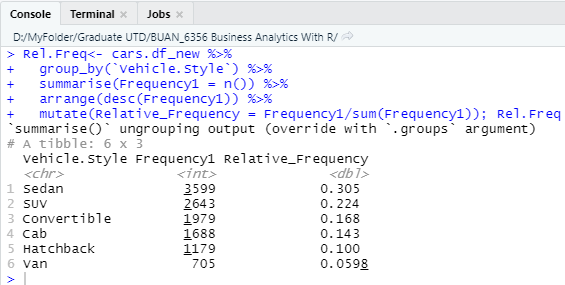 Console Terminal × Jobs ×
D:/MyFolder/Graduate UTD/BUAN_6356 Business Analytics With R/
> Rel.Freq<- cars.df_new %>%
+   group_by(`Vehicle.Style`) %>%
+   summarise(Frequency1 = n()) %>%
+   arrange(desc(Frequency1)) %>%
+   mutate(Relative_Frequency = Frequency1/sum(Frequency1)); Rel.Freq
`summarise()` ungrouping output (override with `.groups` argument)
# A tibble: 6 x 3
  Vehicle.Style Frequency1 Relative_Frequency
  <chr>              <int>              <dbl>
1 Sedan               3599             0.305
2 SUV                 2643             0.224
3 Convertible         1979             0.168
4 Cab                 1688             0.143
5 Hatchback           1179             0.100
6 Van                  705             0.0598
>